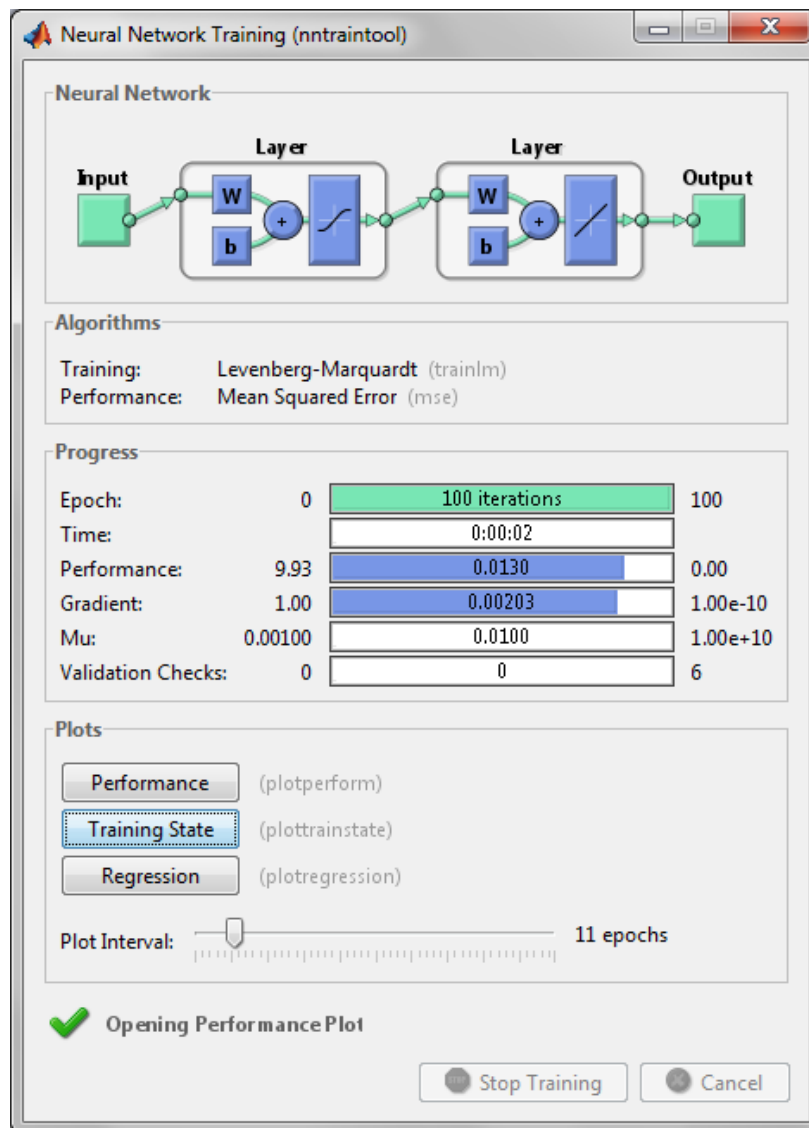 Neural Network Training (nntraintool)
Neural Network
Layer Layer
Input Output
W W
+ +
b b
Algorithms
Training: Levenberg-Marquardt (trainlm)
Performance: Mean Squared Error (mse)
Progress
Epoch: 0 100 iterations 100
Time: 0:00:02
Performance: 9.93 0.0130 0.00
Gradient: 1.00 0.00203 1.00e-10
Mu: 0.00100 0.0100 1.00e+10
Validation Checks: 0 0 6
Plots
Performance (plotperform)
Training State (plottrainstate)
Regression (plotregression)
Plot Interval: 11 epochs
Opening Performance Plot
Stop Training Cancel